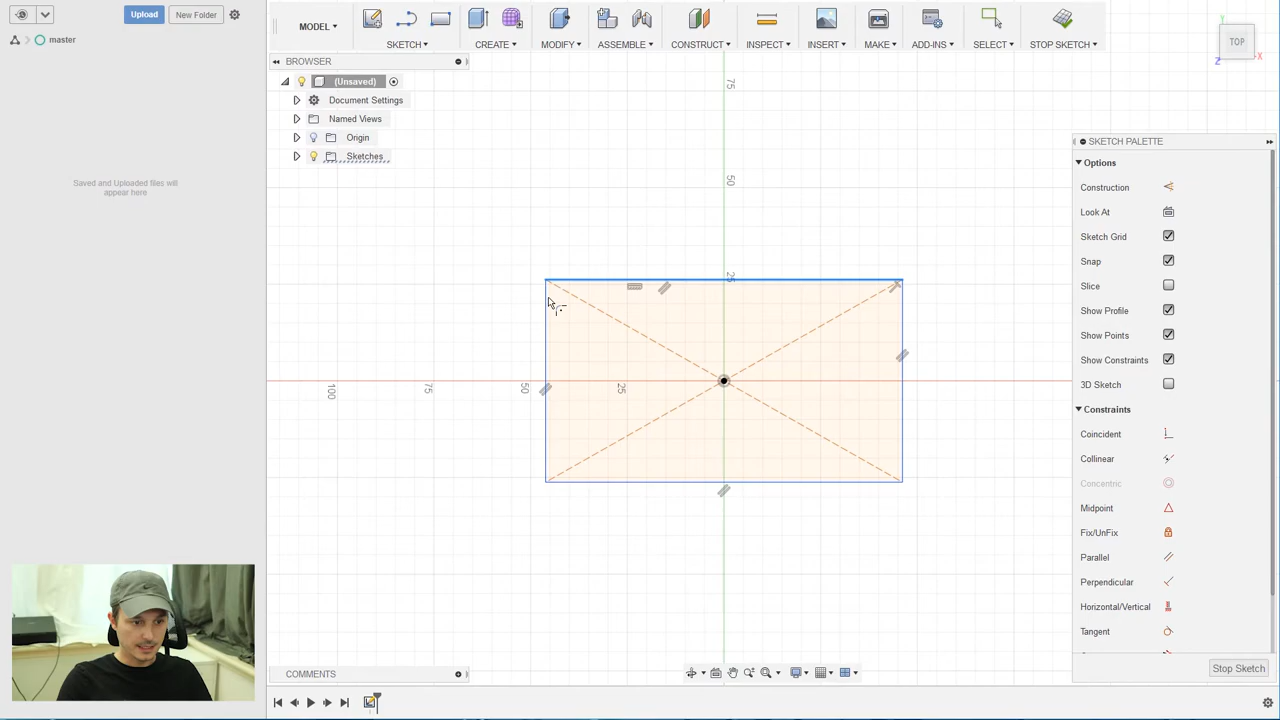 Upload
New Folder
master
Saved and Uploaded files will
appear here
MODEL
SKETCH
CREATE
MODIFY
ASSEMBLE
CONSTRUCT
INSPECT
INSERT
MAKE
ADD-INS
SELECT
STOP SKETCH
BROWSER
(Unsaved)
Document Settings
Named Views
Origin
Sketches
TOP
X
Y
Z
75
50
25
100
75
50
25
SKETCH PALETTE
Options
Construction
Look At
Sketch Grid
Snap
Slice
Show Profile
Show Points
Show Constraints
3D Sketch
Constraints
Coincident
Collinear
Concentric
Midpoint
Fix/UnFix
Parallel
Perpendicular
Horizontal/Vertical
Tangent
Stop Sketch
COMMENTS